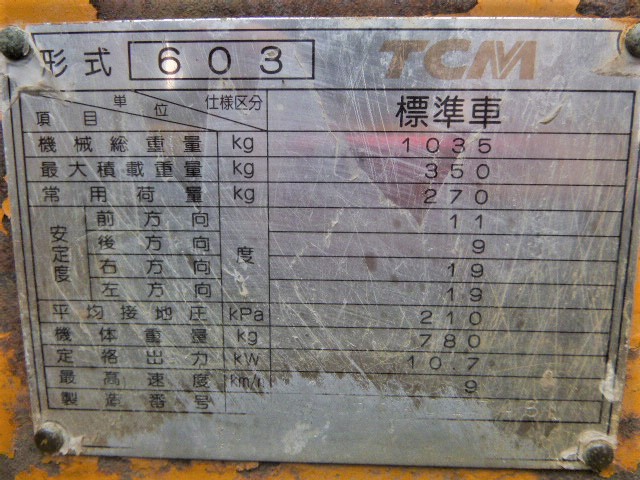 形式 603 TCM
単位 仕様区分
項目 標準車
機械総重量 kg 1035
最大積載重量 kg 350
常用荷重 kg 270
安定度 前方向 度 11
後方向 9
右方向 19
左方向 19
平均接地圧 kPa 210
機体重量 kg 780
定格出力 kW 10.7
最高速度 km/h 9
製造番号